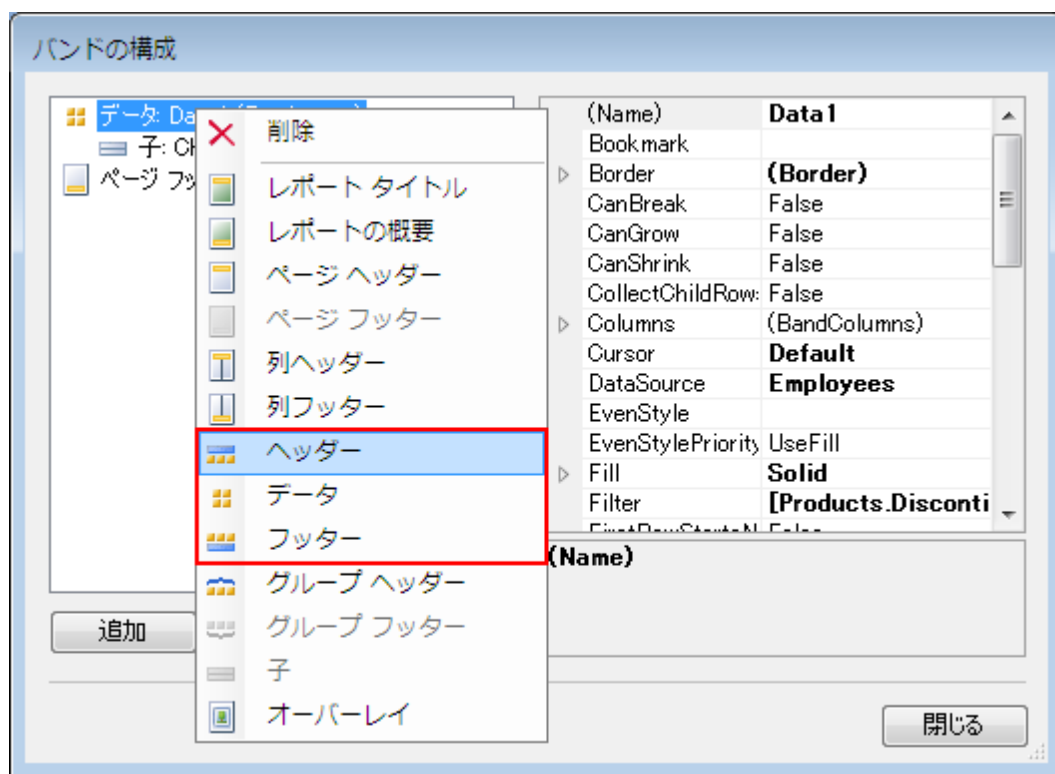 バンドの構成
データ: Da
子: Ch
ページ フッ
削除
レポート タイトル
レポートの概要
ページ ヘッダー
ページ フッター
列ヘッダー
列フッター
ヘッダー
データ
フッター
グループ ヘッダー
グループ フッター
子
オーバーレイ
追加
(Name) Data1
Bookmark
Border (Border)
CanBreak False
CanGrow False
CanShrink False
CollectChildRow: False
Columns (BandColumns)
Cursor Default
DataSource Employees
EvenStyle
EvenStylePriority UseFill
Fill Solid
Filter [Products.Disconti
(Name)
閉じる